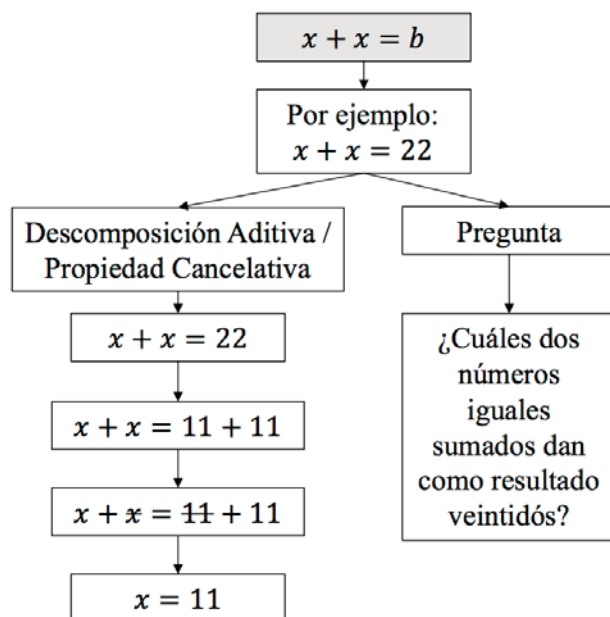 x + x = b
Por ejemplo:
x + x = 22
Descomposición Aditiva /
Propiedad Cancelativa
x + x = 22
x + x = 11 + 11
x + x = 11 + 11
x = 11
Pregunta
¿Cuáles dos
números
iguales
sumados dan
como resultado
veintidós?